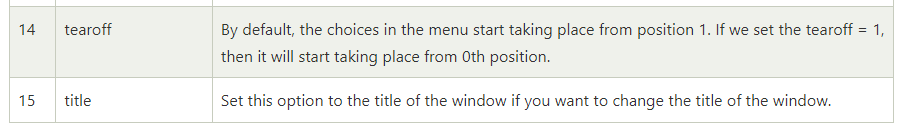 14 tearoff By default, the choices in the menu start taking place from position 1. If we set the tearoff = 1,
then it will start taking place from 0th position.
15 title Set this option to the title of the window if you want to change the title of the window.